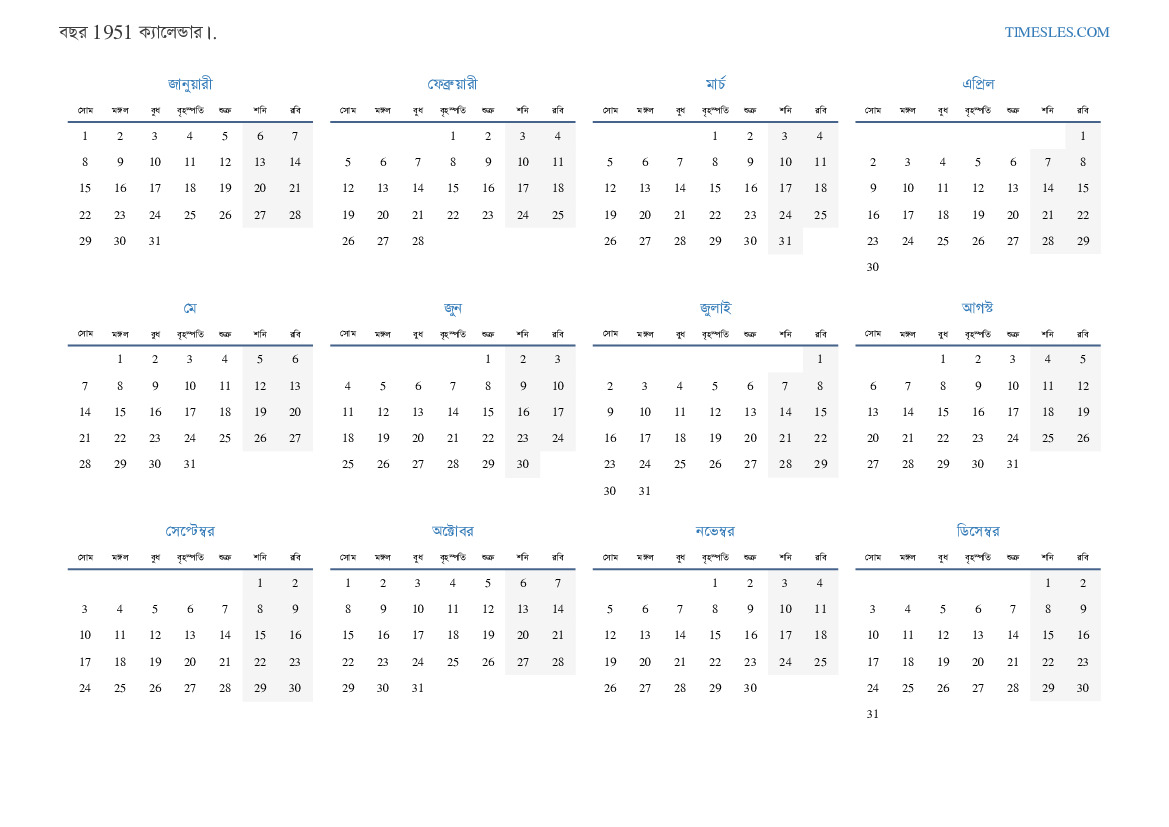 বছর 1951 ক্যালেন্ডার।.
TIMESLES.COM
জানুয়ারী
সোম মঙ্গল বুধ বৃহস্পতি শুক্র শনি রবি
1 2 3 4 5 6 7
8 9 10 11 12 13 14
15 16 17 18 19 20 21
22 23 24 25 26 27 28
29 30 31
ফেব্রুয়ারী
সোম মঙ্গল বুধ বৃহস্পতি শুক্র শনি রবি
1 2 3 4
5 6 7 8 9 10 11
12 13 14 15 16 17 18
19 20 21 22 23 24 25
26 27 28
মার্চ
সোম মঙ্গল বুধ বৃহস্পতি শুক্র শনি রবি
1 2 3 4
5 6 7 8 9 10 11
12 13 14 15 16 17 18
19 20 21 22 23 24 25
26 27 28 29 30 31
এপ্রিল
সোম মঙ্গল বুধ বৃহস্পতি শুক্র শনি রবি
1
2 3 4 5 6 7 8
9 10 11 12 13 14 15
16 17 18 19 20 21 22
23 24 25 26 27 28 29
30
মে
সোম মঙ্গল বুধ বৃহস্পতি শুক্র শনি রবি
1 2 3 4 5 6
7 8 9 10 11 12 13
14 15 16 17 18 19 20
21 22 23 24 25 26 27
28 29 30 31
জুন
সোম মঙ্গল বুধ বৃহস্পতি শুক্র শনি রবি
1 2 3
4 5 6 7 8 9 10
11 12 13 14 15 16 17
18 19 20 21 22 23 24
25 26 27 28 29 30
জুলাই
সোম মঙ্গল বুধ বৃহস্পতি শুক্র শনি রবি
1
2 3 4 5 6 7 8
9 10 11 12 13 14 15
16 17 18 19 20 21 22
23 24 25 26 27 28 29
30 31
আগস্ট
সোম মঙ্গল বুধ বৃহস্পতি শুক্র শনি রবি
1 2 3 4 5
6 7 8 9 10 11 12
13 14 15 16 17 18 19
20 21 22 23 24 25 26
27 28 29 30 31
সেপ্টেম্বর
সোম মঙ্গল বুধ বৃহস্পতি শুক্র শনি রবি
1 2
3 4 5 6 7 8 9
10 11 12 13 14 15 16
17 18 19 20 21 22 23
24 25 26 27 28 29 30
অক্টোবর
সোম মঙ্গল বুধ বৃহস্পতি শুক্র শনি রবি
1 2 3 4 5 6 7
8 9 10 11 12 13 14
15 16 17 18 19 20 21
22 23 24 25 26 27 28
29 30 31
নভেম্বর
সোম মঙ্গল বুধ বৃহস্পতি শুক্র শনি রবি
1 2 3 4
5 6 7 8 9 10 11
12 13 14 15 16 17 18
19 20 21 22 23 24 25
26 27 28 29 30
ডিসেম্বর
সোম মঙ্গল বুধ বৃহস্পতি শুক্র শনি রবি
1 2
3 4 5 6 7 8 9
10 11 12 13 14 15 16
17 18 19 20 21 22 23
24 25 26 27 28 29 30
31